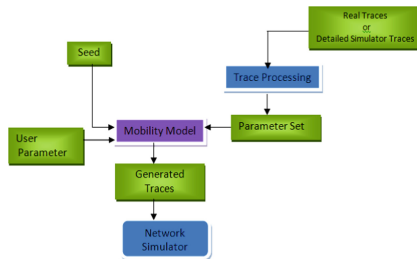 Real Traces
or
Detailed Simulator Traces
Seed
Trace Processing
User
Parameter
Mobility Model
Parameter Set
Generated
Traces
Network
Simulator